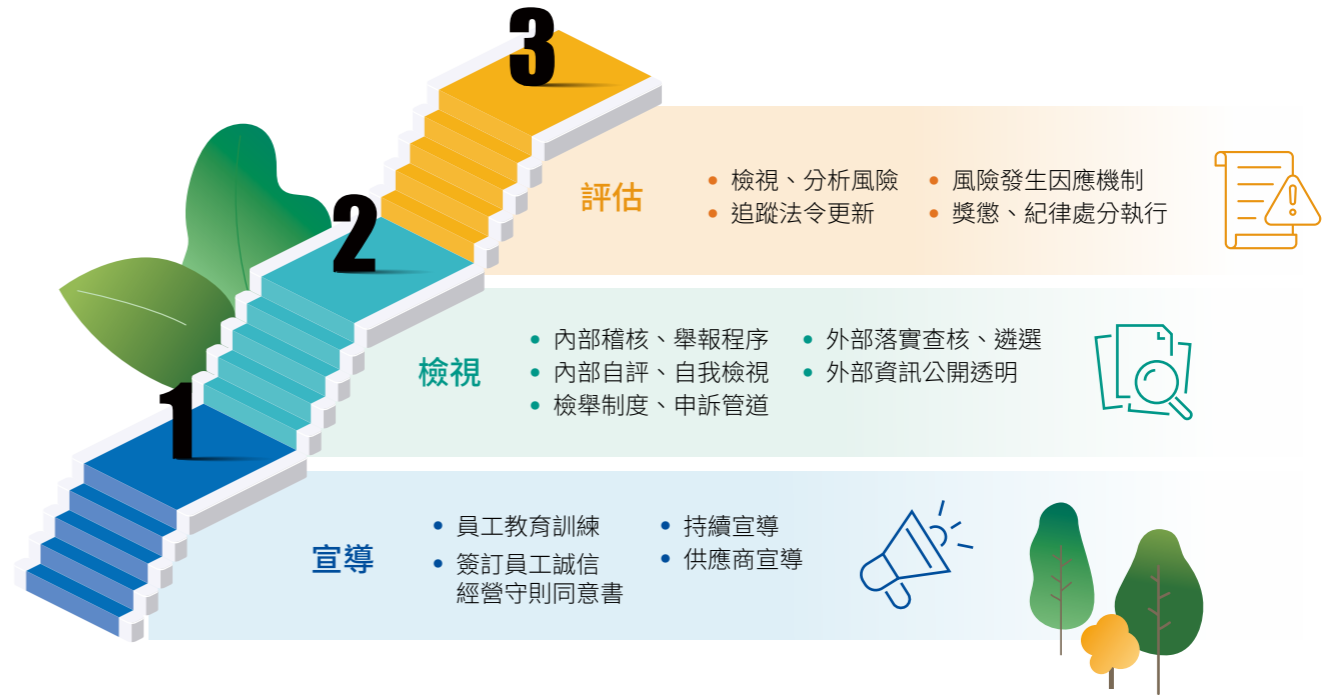 3
評估
• 檢視、分析風險
• 追蹤法令更新
• 風險發生因應機制
• 獎懲、紀律處分執行
2
檢視
• 內部稽核、舉報程序
• 內部自評、自我檢視
• 檢舉制度、申訴管道
• 外部落實查核、遴選
• 外部資訊公開透明
1
宣導
• 員工教育訓練
• 簽訂員工誠信
經營守則同意書
• 持續宣導
• 供應商宣導